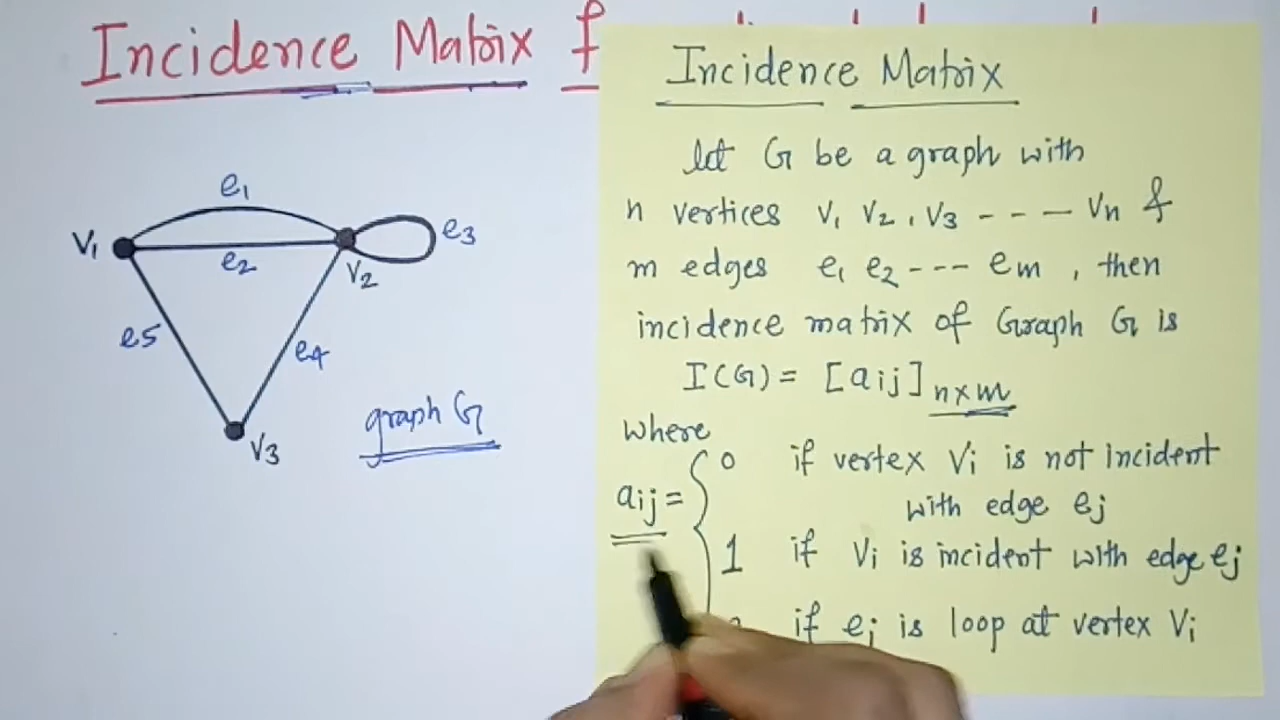 Incidence Matrix f
e1
V1
e2
V2
e3
e5
e4
V3
graph G
Incidence Matrix
let G be a graph with
n vertices v1 v2, v3 - - - - vn &
m edges e1 e2 - - - em, then
incidence matrix of Graph G is
I(G) = [aij] n×m
where
0 if vertex Vi is not incident
with edge ej
aij =
1 if Vi is incident with edge ej
if ej is loop at vertex Vi